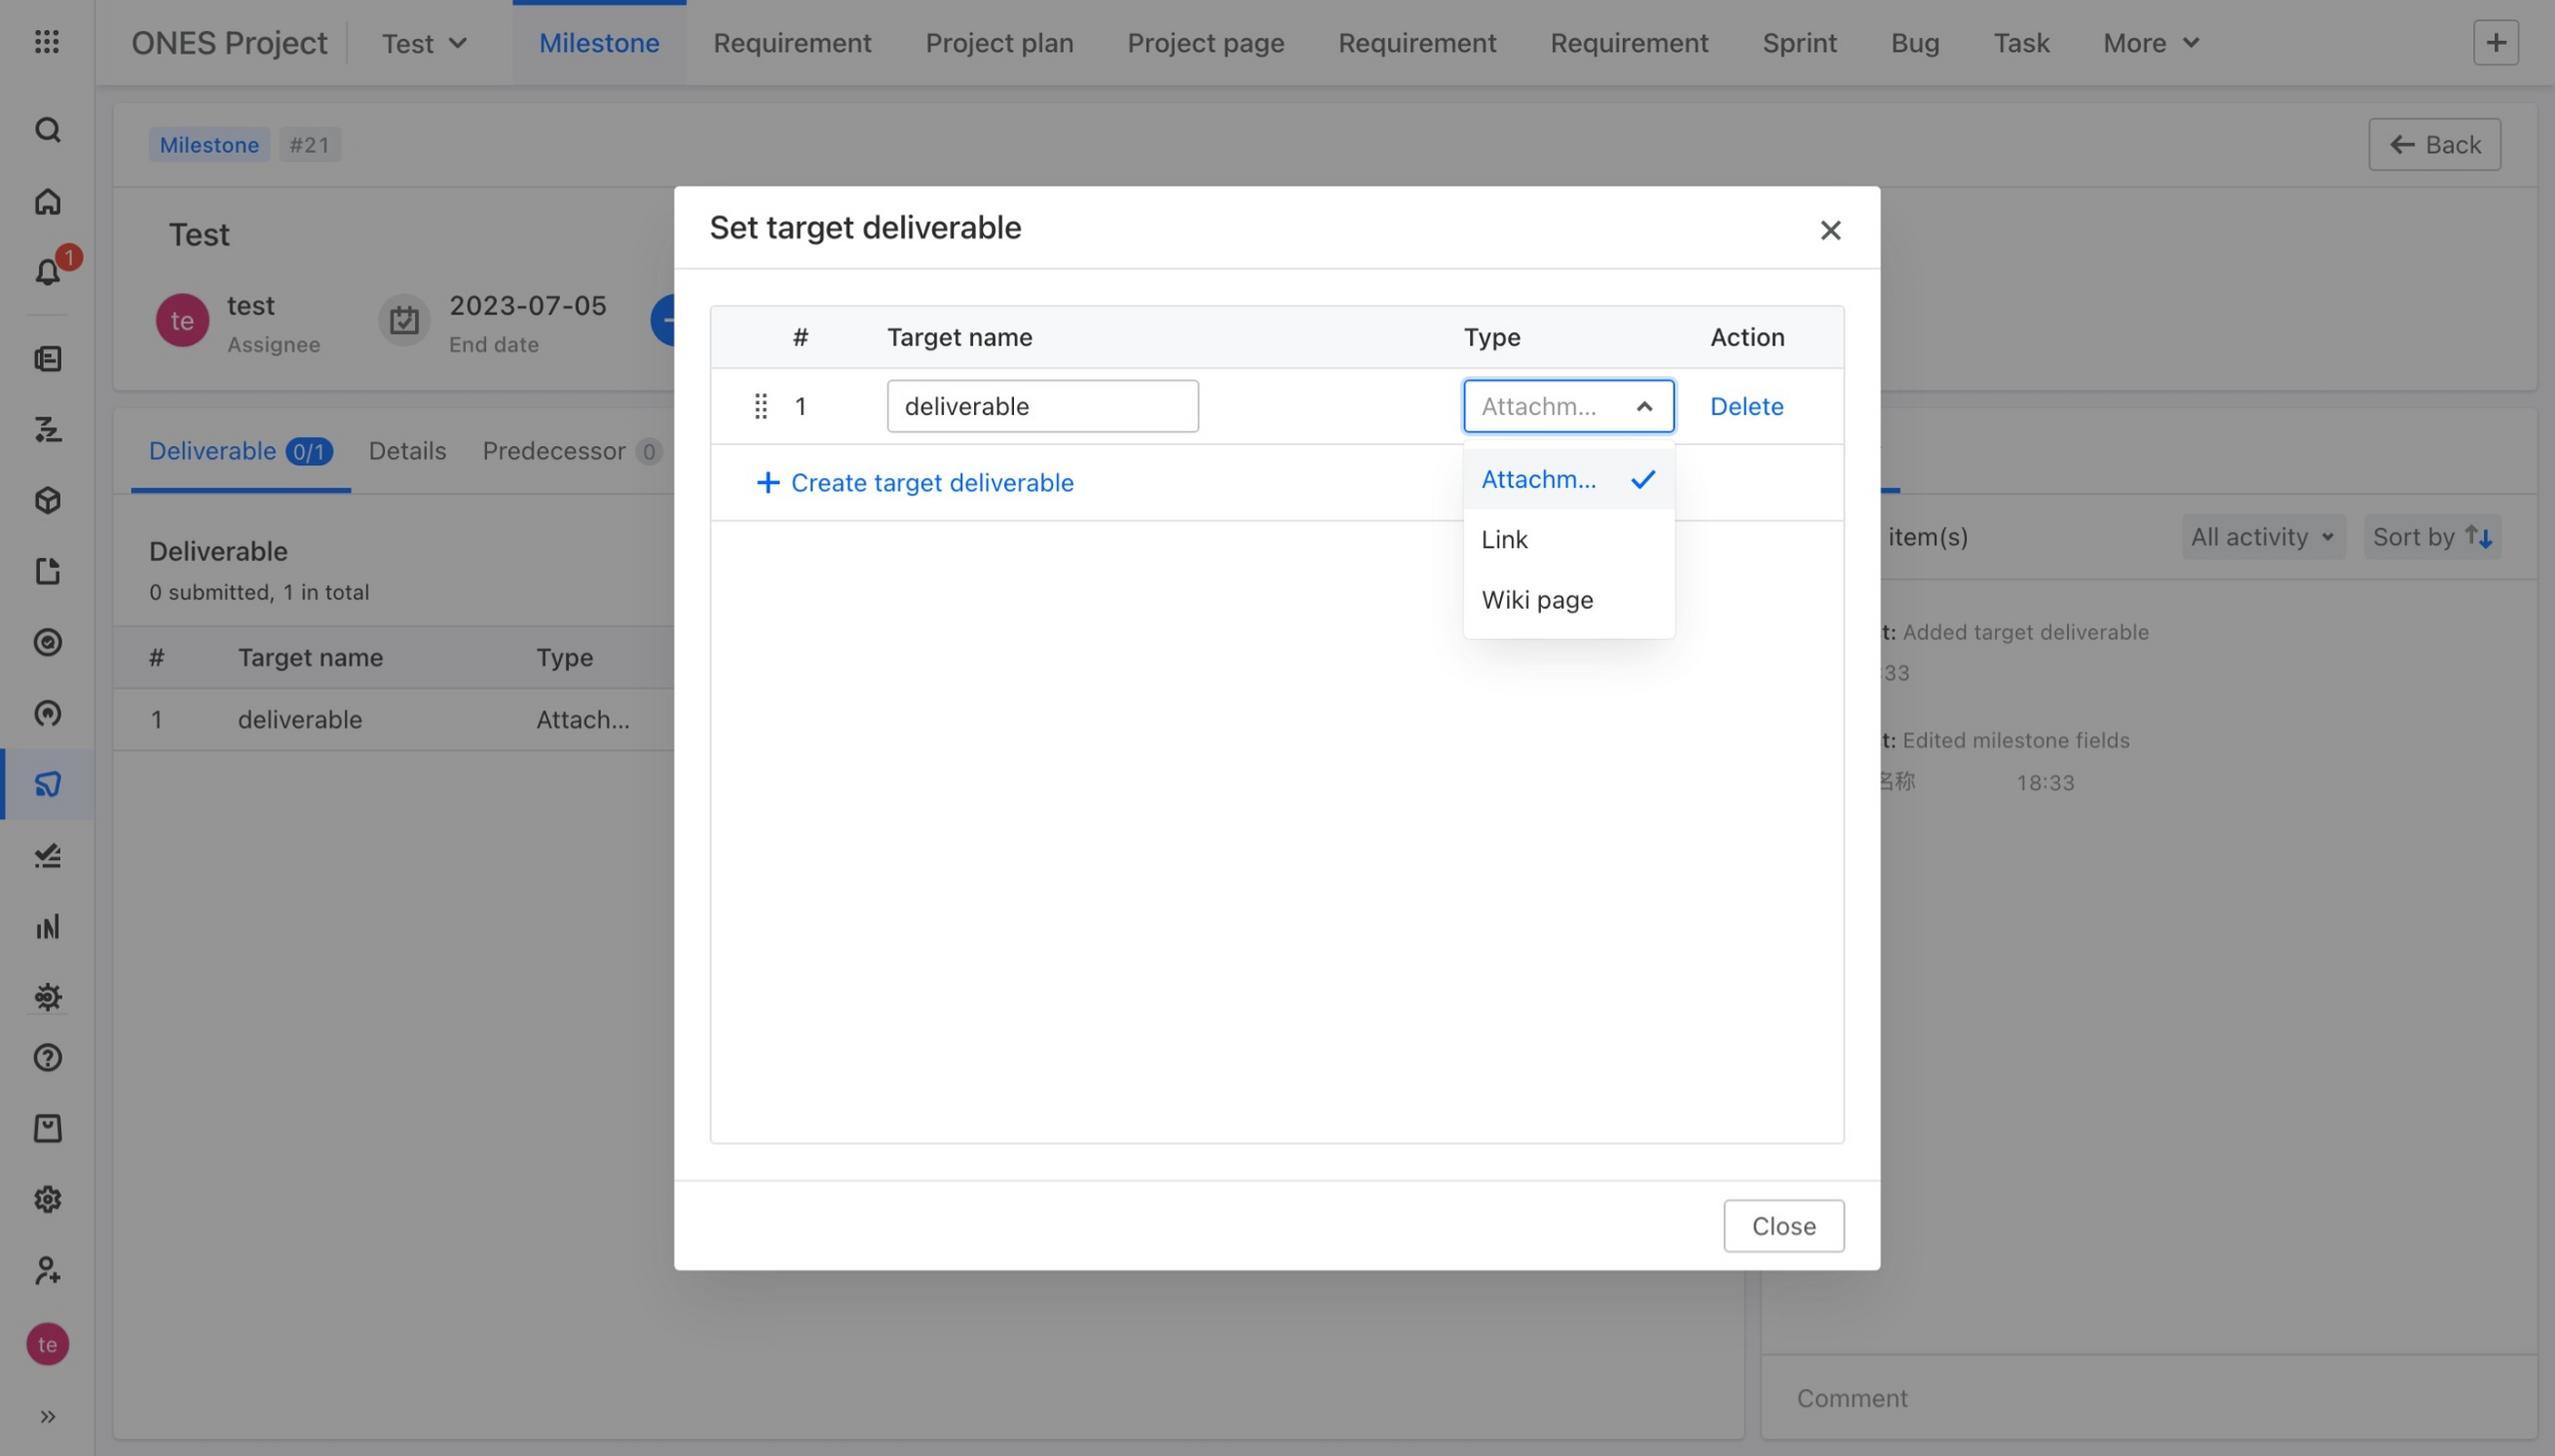 ONES Project Test Milestone Requirement Project plan Project page Requirement Requirement Sprint Bug Task More
Milestone #21 Back
Test
1
te test 2023-07-05
Assignee End date
Deliverable 0/1 Details Predecessor 0
Deliverable
0 submitted, 1 in total
# Target name Type
1 deliverable Attach...
Set target deliverable
# Target name Type Action
1 deliverable Attachm... Delete
Create target deliverable
Attachm...
Link
Wiki page
Close
item(s) All activity Sort by
t: Added target deliverable
:33
t: Edited milestone fields
名称 18:33
Comment
te